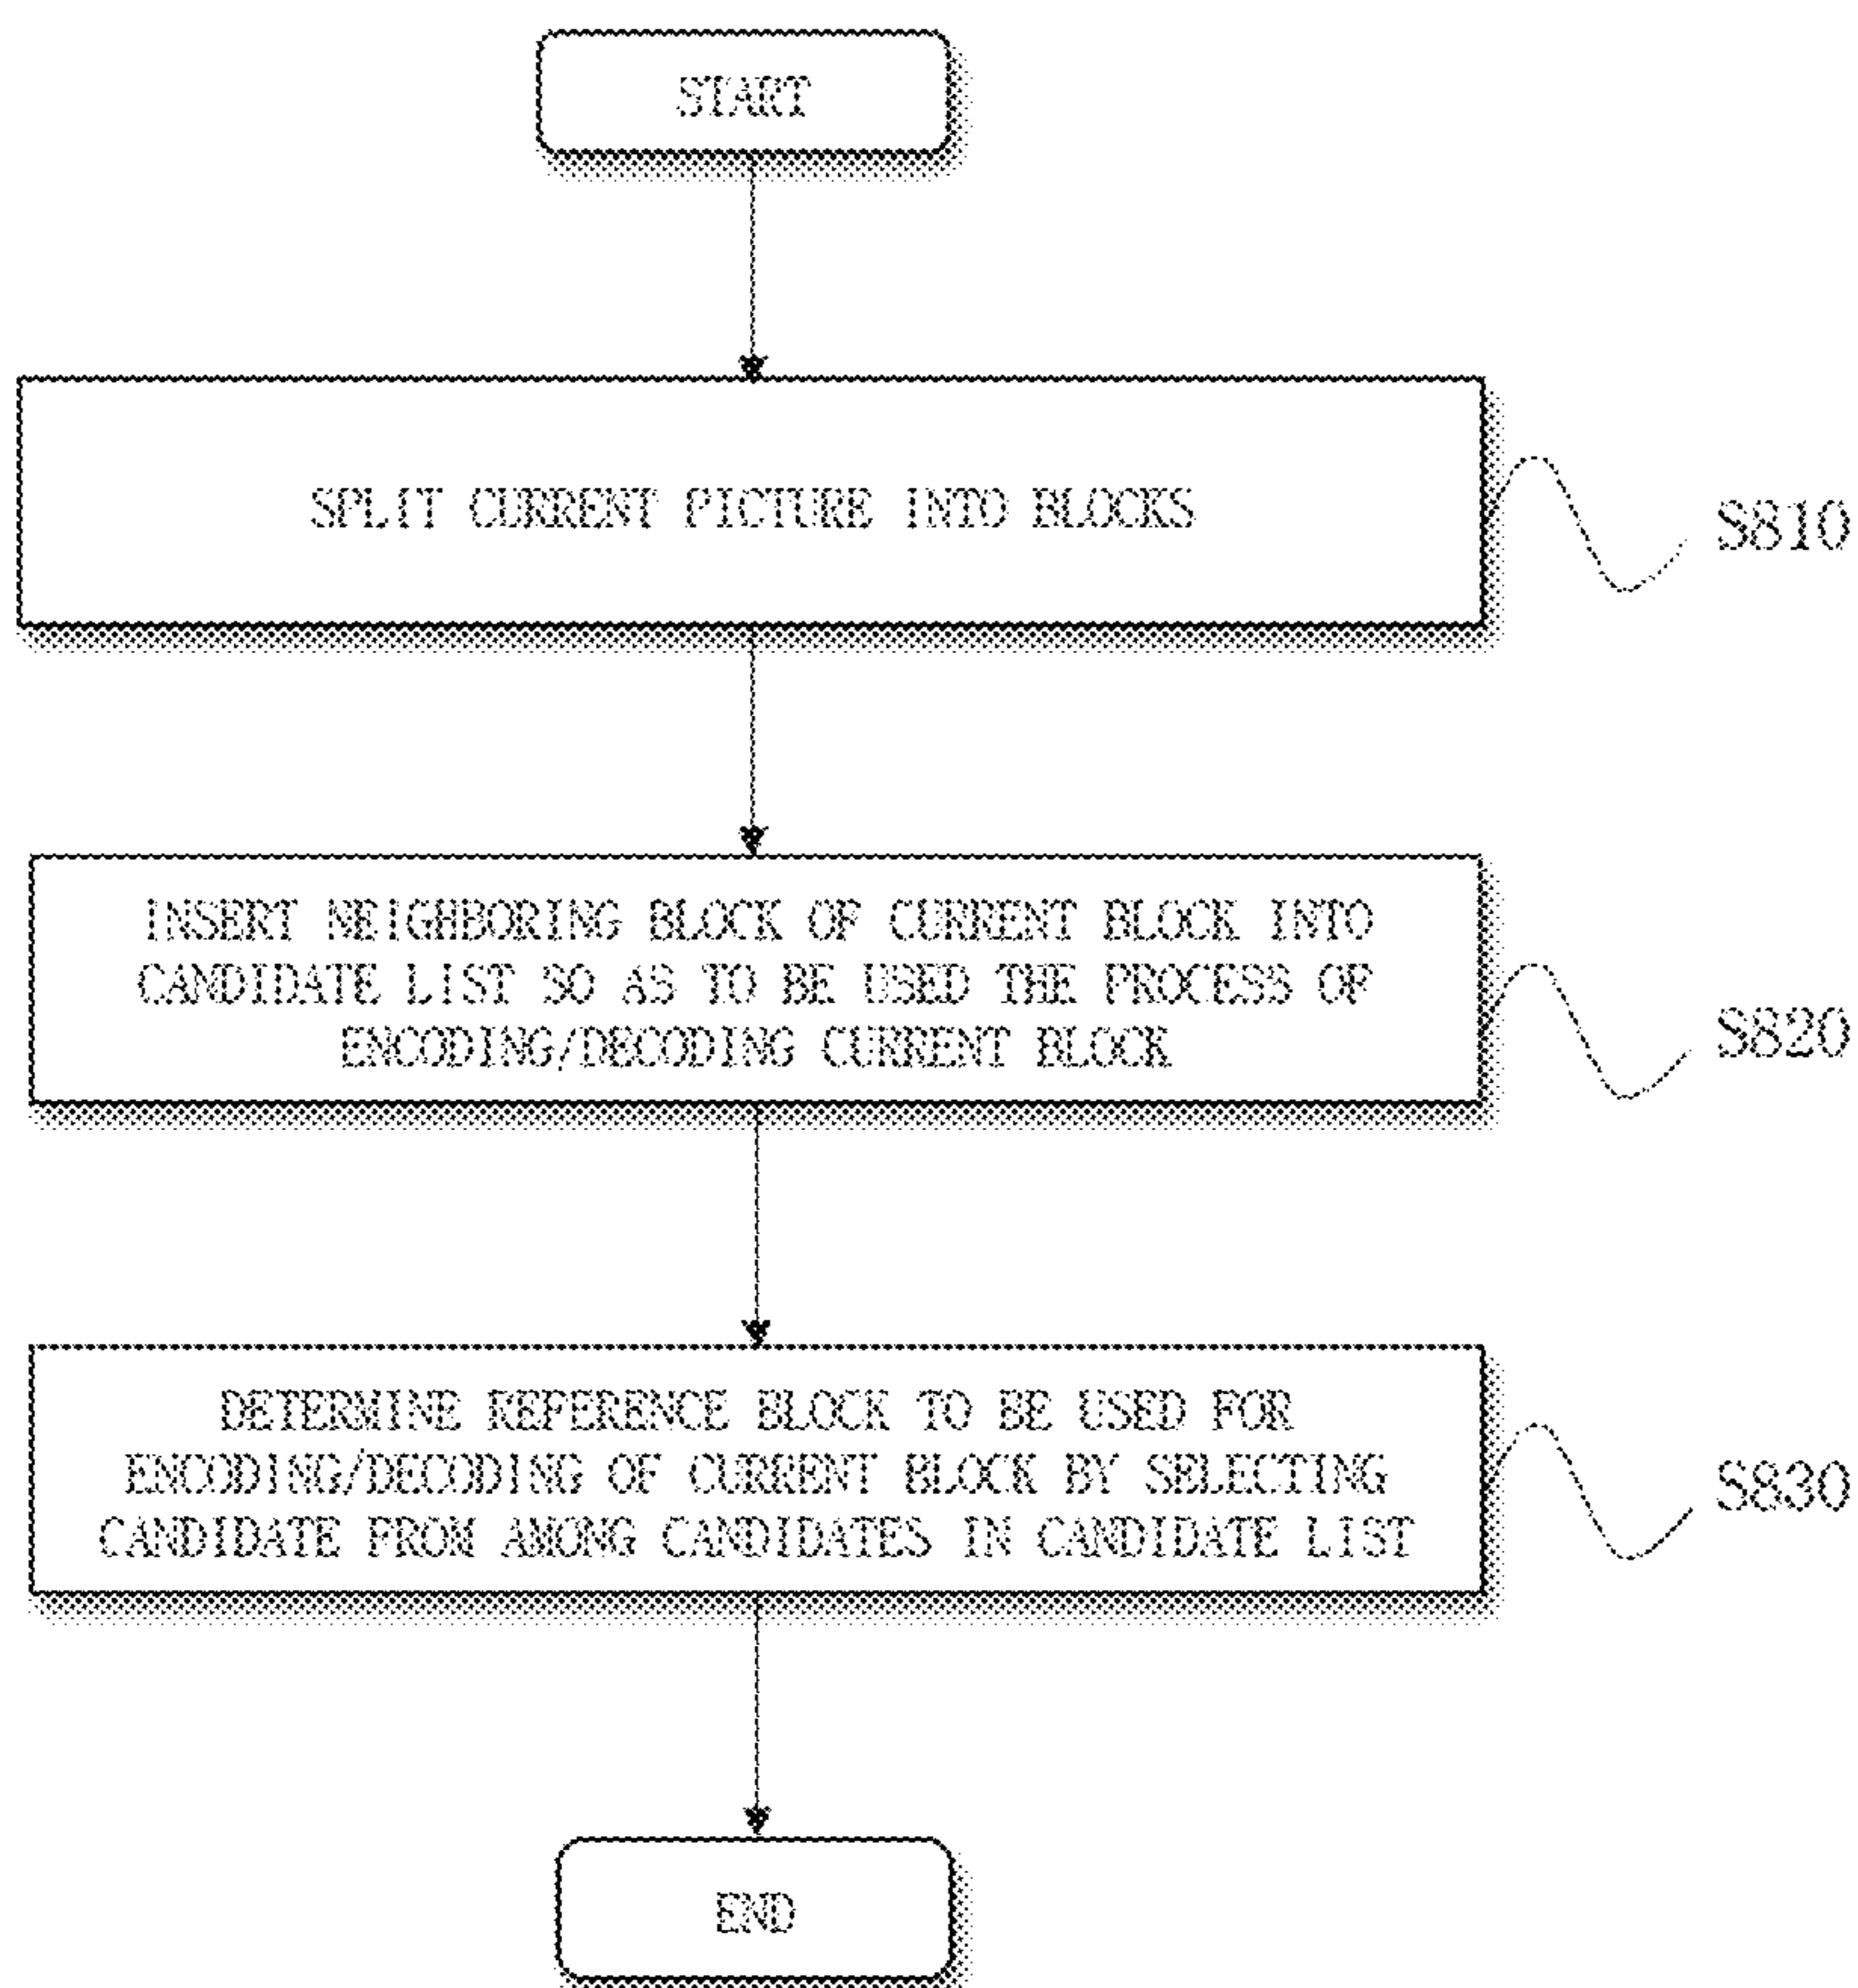 START
SPLIT CURRENT PICTURE INTO BLOCKS
S810
INSERT NEIGHBORING BLOCK OF CURRENT BLOCK INTO
CANDIDATE LIST SO AS TO BE USED THE PROCESS OF
ENCODING/DECODING CURRENT BLOCK
S820
DETERMINE REFERENCE BLOCK TO BE USED FOR
ENCODING/DECODING OF CURRENT BLOCK BY SELECTING
CANDIDATE FROM AMONG CANDIDATES IN CANDIDATE LIST
S830
END